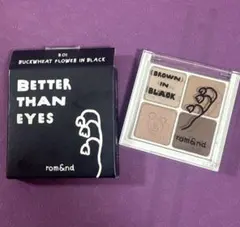 B01
BUCKWHEAT FLOWER IN BLACK
BETTER
THAN
EYES
rom&nd
BROWN
IN
BLACK
rom&nd